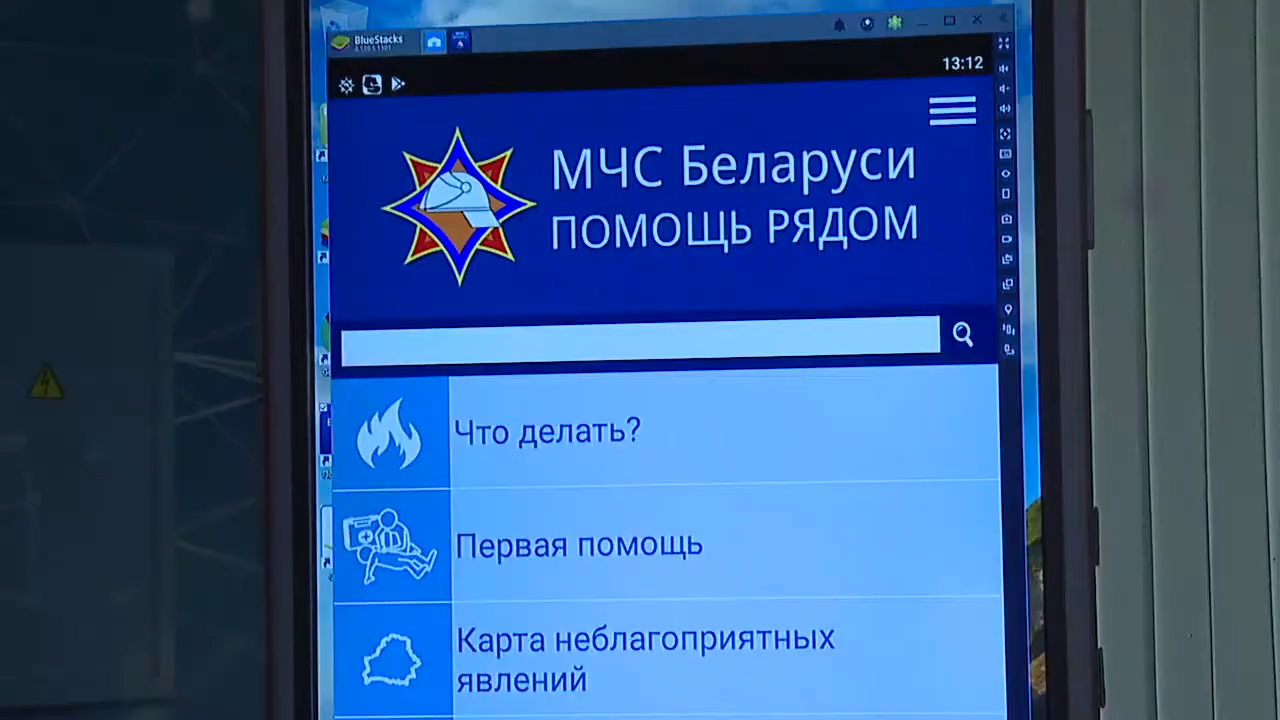 BlueStacks
13:12
МЧС Беларуси
ПОМОЩЬ РЯДОМ
Что делать?
Первая помощь
Карта неблагоприятных
явлений